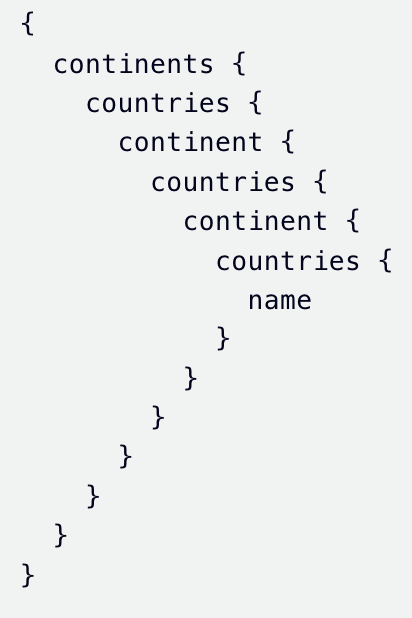 {
  continents {
    countries {
      continent {
        countries {
          continent {
            countries {
              name
            }
          }
        }
      }
    }
  }
}